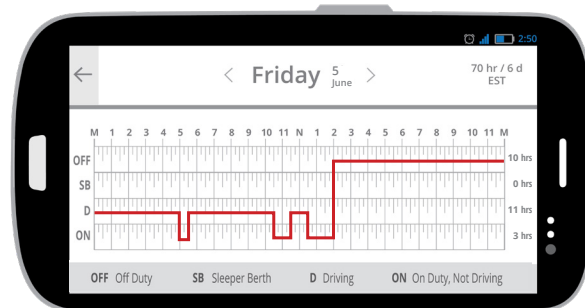 2:50
Friday 5 June
70 hr / 6 d
EST
M 1 2 3 4 5 6 7 8 9 10 11 N 1 2 3 4 5 6 7 8 9 10 11 M
OFF 10 hrs
SB 0 hrs
D 11 hrs
ON 3 hrs
OFF Off Duty SB Sleeper Berth D Driving ON On Duty, Not Driving